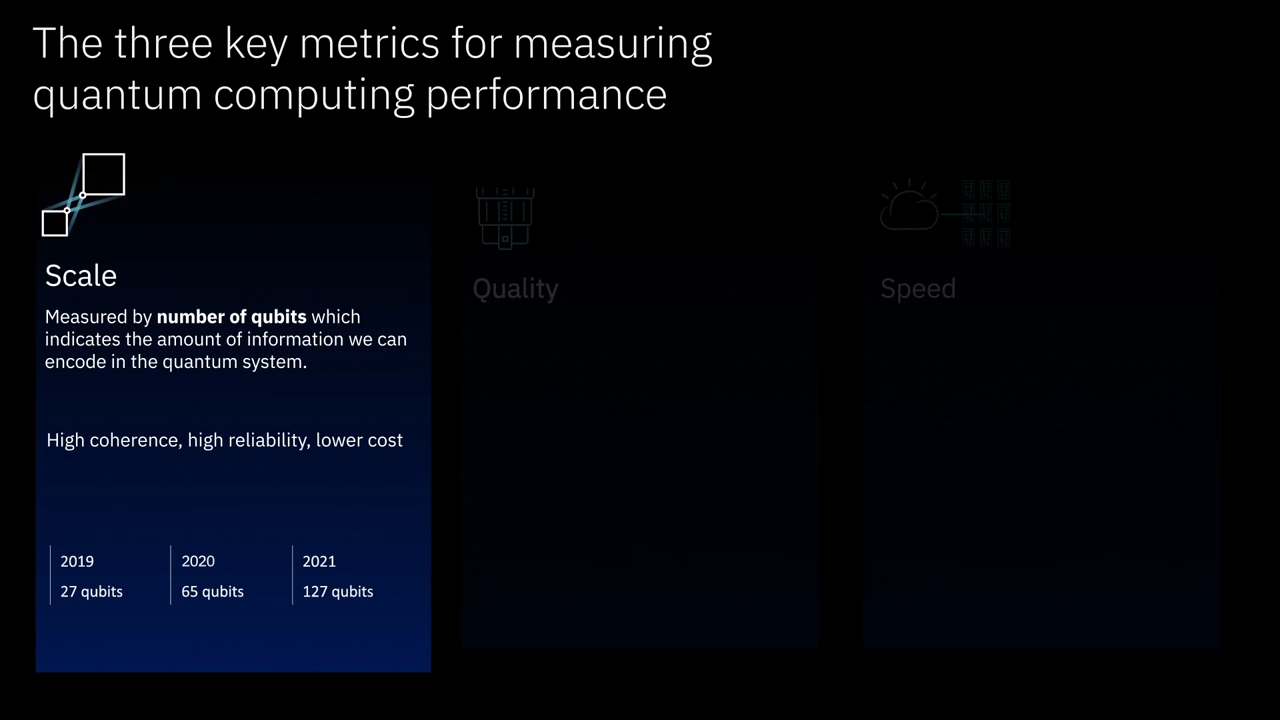 The three key metrics for measuring
quantum computing performance
Scale
Measured by number of qubits which
indicates the amount of information we can
encode in the quantum system.
High coherence, high reliability, lower cost
2019
27 qubits
2020
65 qubits
2021
127 qubits
Quality
Speed